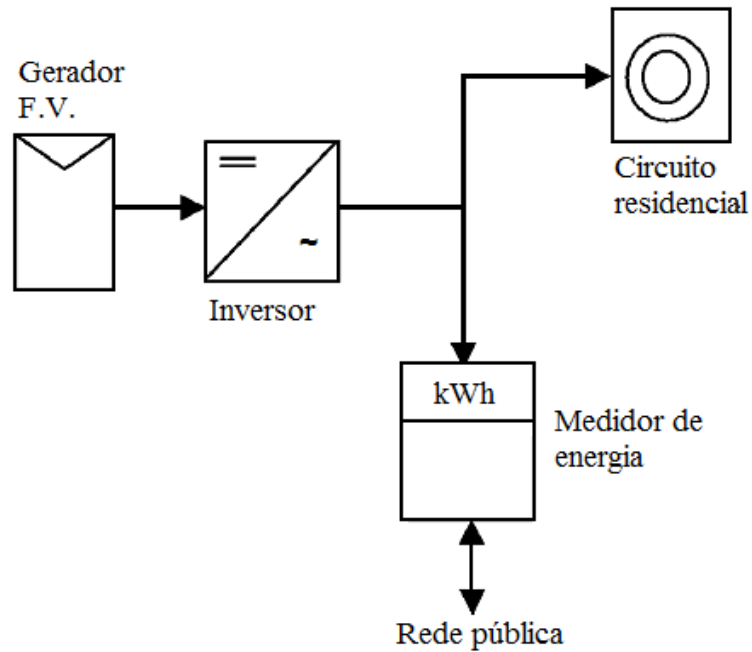 Gerador
F.V.
Inversor
Circuito
residencial
kWh
Medidor de
energia
Rede pública